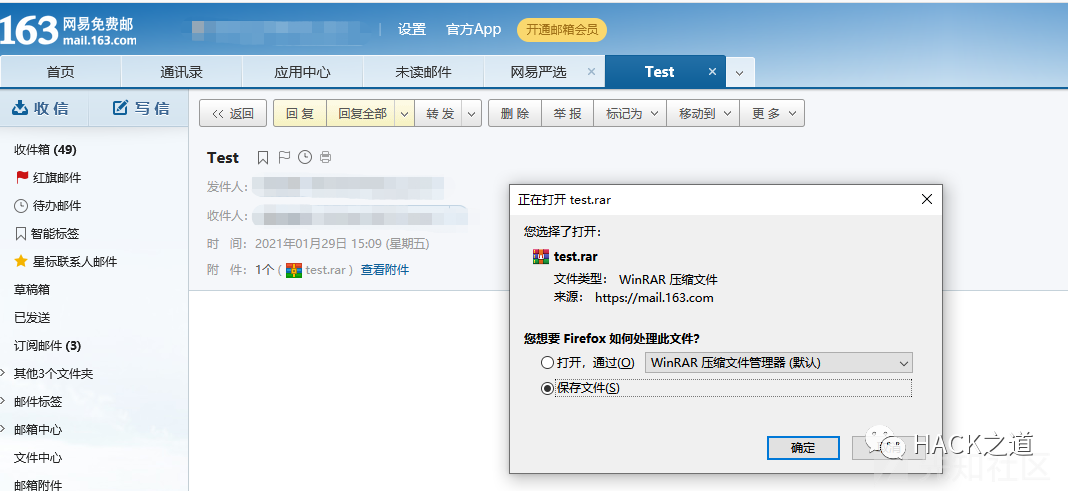 163 网易免费邮
mail.163.com
设置 官方App 开通邮箱会员
首页 通讯录 应用中心 未读邮件 网易严选 × Test ×
收信 写信
<< 返回 回复 回复全部 转发 删除 举报 标记为 移动到 更多
收件箱 (49)
红旗邮件
待办邮件
智能标签
星标联系人邮件
草稿箱
已发送
订阅邮件 (3)
其他3个文件夹
邮件标签
邮箱中心
文件中心
邮箱附件
Test
发件人:
收件人:
时 间: 2021年01月29日 15:09 (星期五)
附 件: 1个 ( test.rar ) 查看附件
正在打开 test.rar
您选择了打开:
test.rar
文件类型: WinRAR 压缩文件
来源: https://mail.163.com
您想要 Firefox 如何处理此文件?
打开，通过(O) WinRAR 压缩文件管理器 (默认)
保存文件(S)
确定
HACK之道